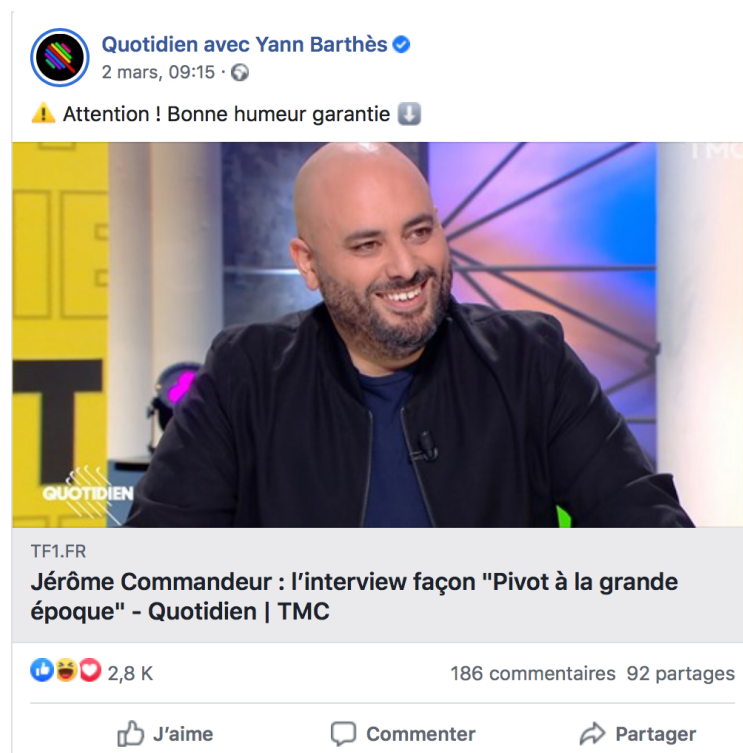 Quotidien avec Yann Barthès
2 mars, 09:15 ·
Attention ! Bonne humeur garantie
TMC
T
QUOTIDIEN
TF1.FR
Jérôme Commandeur : l’interview façon "Pivot à la grande
époque" - Quotidien | TMC
2,8 K
186 commentaires 92 partages
J’aime
Commenter
Partager